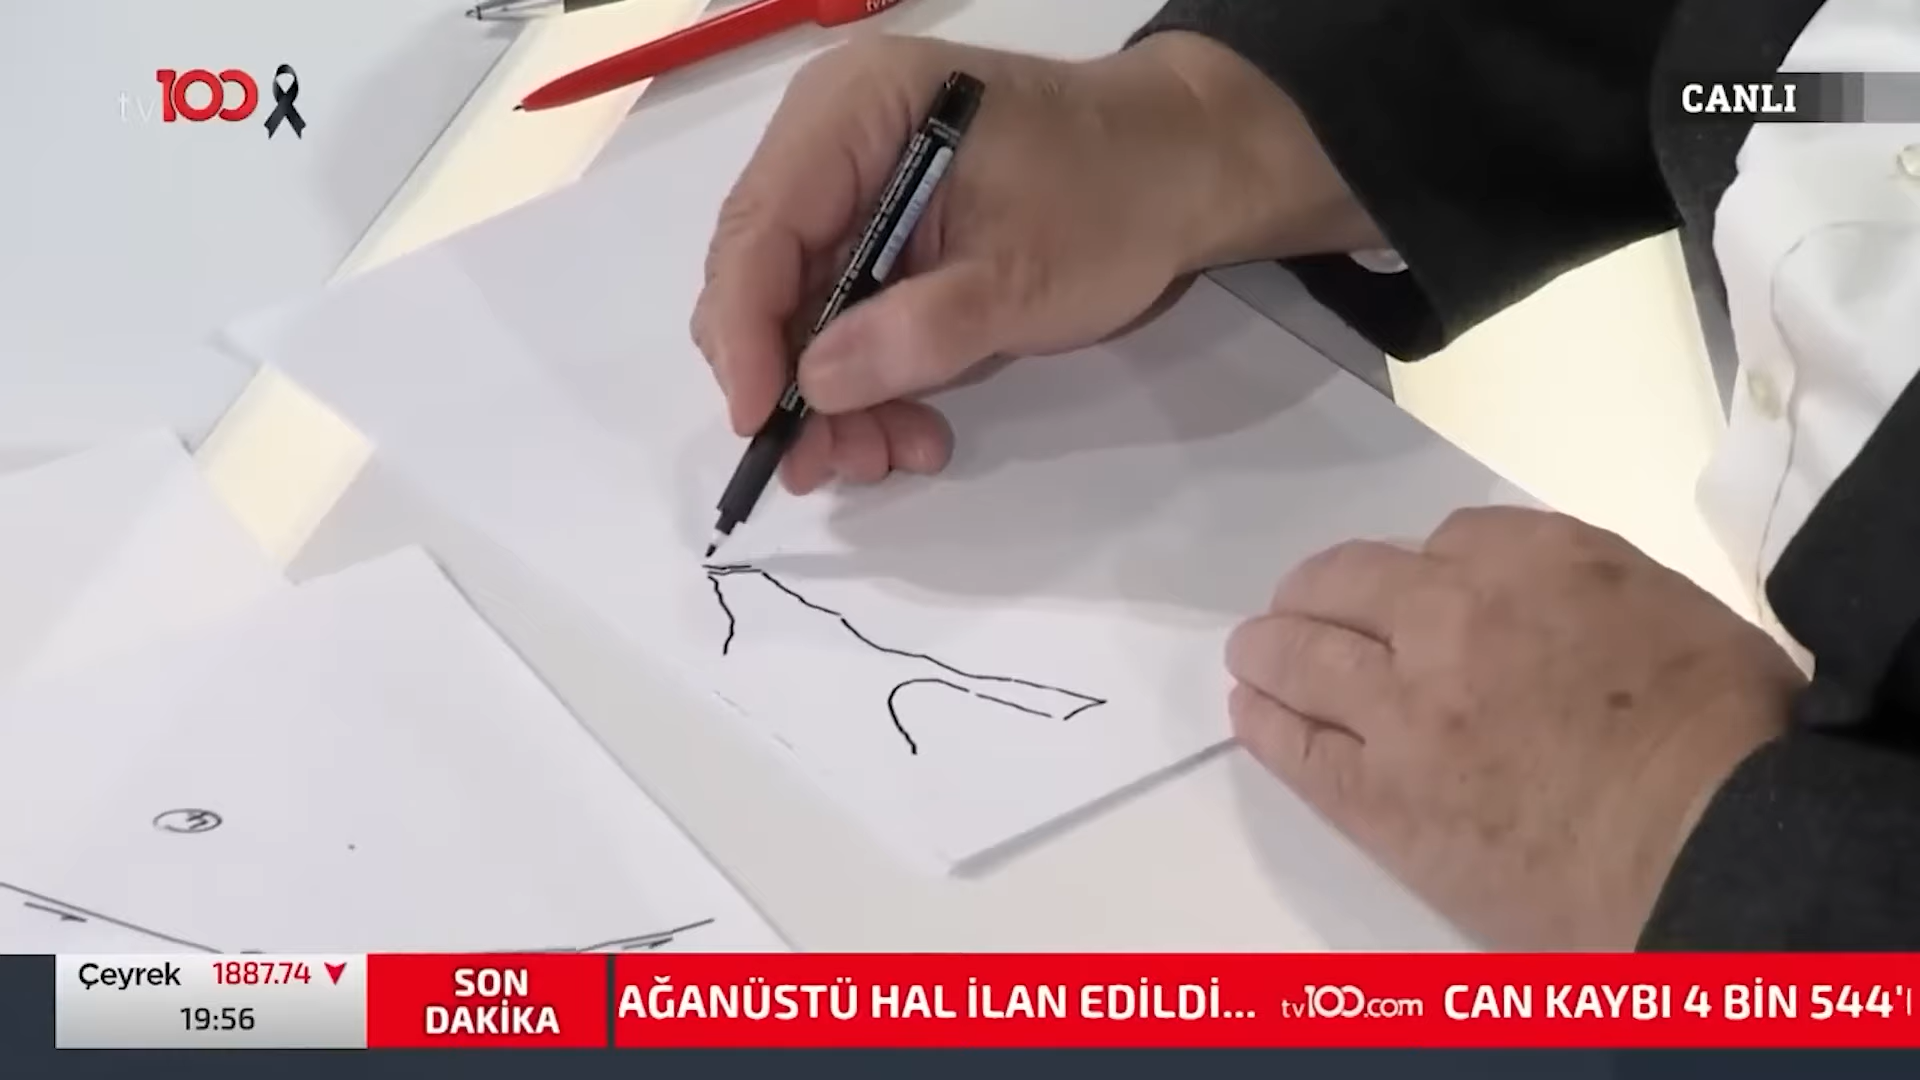 tv100
CANLI
Çeyrek 1887.74
19:56
SON
DAKİKA
AĞANÜSTÜ HAL İLAN EDİLDİ... tv100.com CAN KAYBI 4 BİN 544'